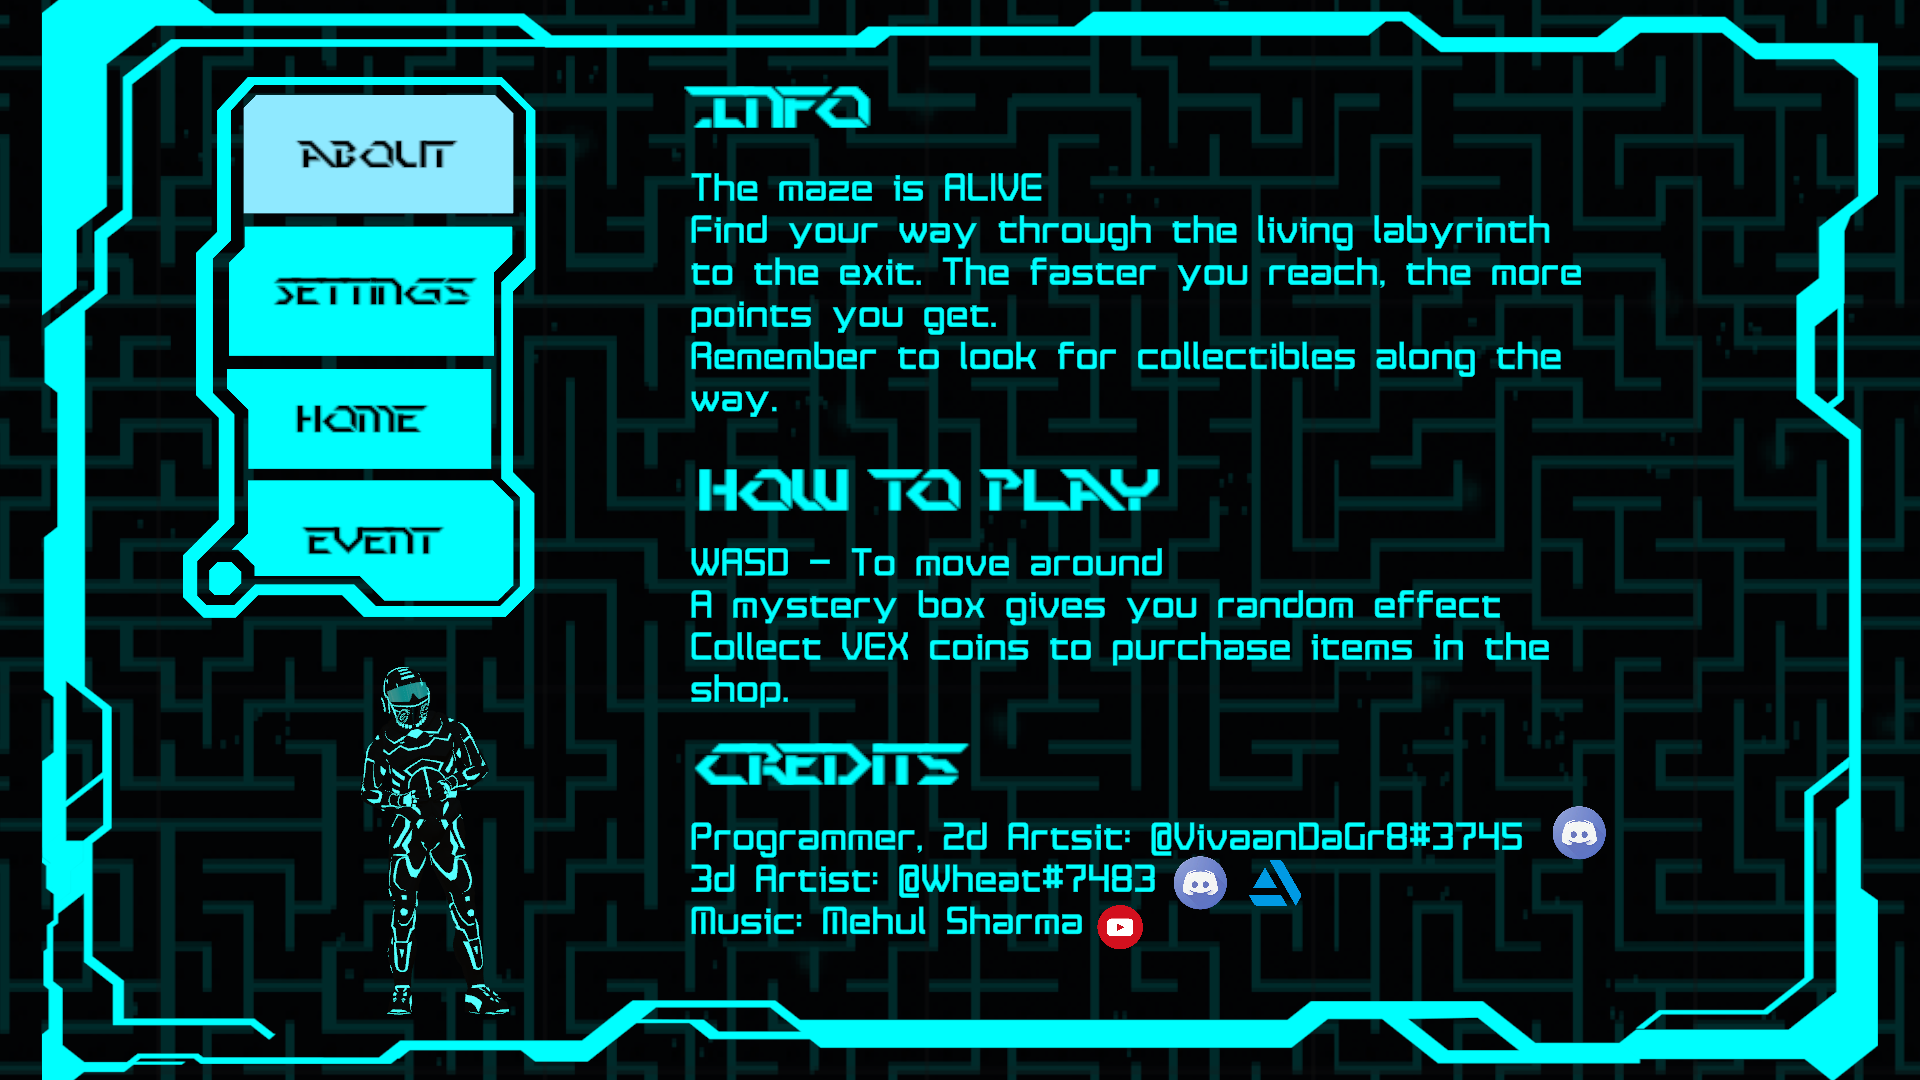 ABOUT
SETTINGS
HOME
EVENT
INFO
The maze is ALIVE
Find your way through the living labyrinth
to the exit. The faster you reach, the more
points you get.
Remember to look for collectibles along the
way.
HOW TO PLAY
WASD - To move around
A mystery box gives you random effect
Collect VEX coins to purchase items in the
shop.
CREDITS
Programmer, 2d Artsit: @VivaanDaGr8#3745
3d Artist: @Wheat#7483
Music: Mehul Sharma